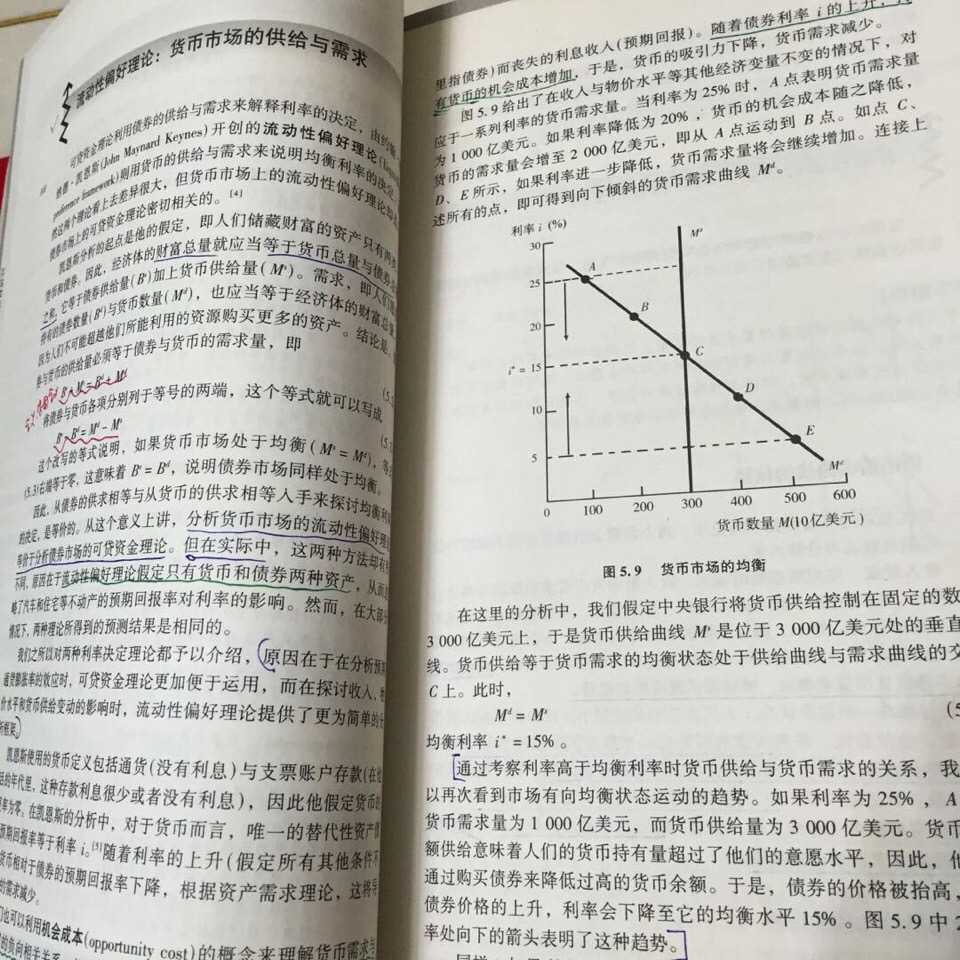 流动性偏好理论：货币市场的供给与需求
可贷资金理论利用债券的供给与需求来解释利率的决定，由约翰·
纳德·凯恩斯(John Maynard Keynes)开创的流动性偏好理论
preference framework)则用货币的供给与需求来说明均衡利率的决定。
然这两个理论看上去差异很大，但货币市场上的流动性偏好理论却
债券市场上的可贷资金理论密切相关的。[4]
凯恩斯分析的起点是他的假定，即人们储藏财富的资产只有两类
货币和债券。因此，经济体的财富总量就应当等于货币总量与债券总
之和，它等于债券供给量(Bˢ)加上货币供给量(Mˢ)。需求，即人们
持有的债券数量(Bᵈ)与货币数量(Mᵈ)，也应当等于经济体的财富总量
因为人们不可能超越他们所能利用的资源购买更多的资产。结论是，
券与货币的供给量必须等于债券与货币的需求量，即
Bˢ + Mˢ = Bᵈ + Mᵈ
将债券与货币各项分别列于等号的两端，这个等式就可以写成
Bˢ - Bᵈ = Mᵈ - Mˢ
这个改写的等式说明，如果货币市场处于均衡(Mˢ = Mᵈ)，等
(5.3)右端等于零，这意味着 Bˢ = Bᵈ，说明债券市场同样处于均衡。
因此，从债券的供求相等与从货币的供求相等入手来探讨均衡利
的决定，是等价的。从这个意义上讲，分析货币市场的流动性偏好理论
等价于分析债券市场的可贷资金理论。但在实际中，这两种方法却有
不同，原因在于流动性偏好理论假定只有货币和债券两种资产，从而
略了汽车和住宅等不动产的预期回报率对利率的影响。然而，在大部分
情况下，两种理论所得到的预测结果是相同的。
我们之所以对两种利率决定理论都予以介绍，原因在于在分析预
通货膨胀率的效应时，可贷资金理论更加便于运用，而在探讨收入、
价水平和货币供给变动的影响时，流动性偏好理论提供了更为简单的分
析框架。
凯恩斯使用的货币定义包括通货(没有利息)与支票账户存款(在他
活的年代里，这种存款利息很少或者没有利息)，因此他假定货币的
报率为零。在凯恩斯的分析中，对于货币而言，唯一的替代性资产债
预期回报率等于利率 i。[5]随着利率的上升(假定所有其他条件不
货币相对于债券的预期回报率下降，根据资产需求理论，这将导
的需求减少。
们也可以利用机会成本(opportunity cost)的概念来理解货币需求与
的负向相关关系
里指债券)而丧失的利息收入(预期回报)。随着债券利率 i 的上升，
有货币的机会成本增加，于是，货币的吸引力下降，货币需求减少。
图 5.9 给出了在收入与物价水平等其他经济变量不变的情况下，对
应于一系列利率的货币需求量。当利率为 25% 时，A 点表明货币需求量
为 1 000 亿美元。如果利率降低为 20%，货币的机会成本随之降低，
货币的需求量会增至 2 000 亿美元，即从 A 点运动到 B 点。如点 C、
D、E 所示，如果利率进一步降低，货币需求量将会继续增加。连接上
述所有的点，即可得到向下倾斜的货币需求曲线 Mᵈ。
利率 i (%)
30
Mˢ
25
A
20
B
i* = 15
C
10
D
5
E
Mᵈ
0 100 200 300 400 500 600
货币数量 M(10亿美元)
图 5.9 货币市场的均衡
在这里的分析中，我们假定中央银行将货币供给控制在固定的数
3 000 亿美元上，于是货币供给曲线 Mˢ 是位于 3 000 亿美元处的垂直
线。货币供给等于货币需求的均衡状态处于供给曲线与需求曲线的交
C 上。此时，
Mᵈ = Mˢ
均衡利率 i* = 15%。
通过考察利率高于均衡利率时货币供给与货币需求的关系，我
以再次看到市场有向均衡状态运动的趋势。如果利率为 25%，A
货币需求量为 1 000 亿美元，而货币供给量为 3 000 亿美元。货币
额供给意味着人们的货币持有量超过了他们的意愿水平，因此，他
通过购买债券来降低过高的货币余额。于是，债券的价格被抬高，
债券价格的上升，利率会下降至它的均衡水平 15%。图 5.9 中 2
率处向下的箭头表明了这种趋势。